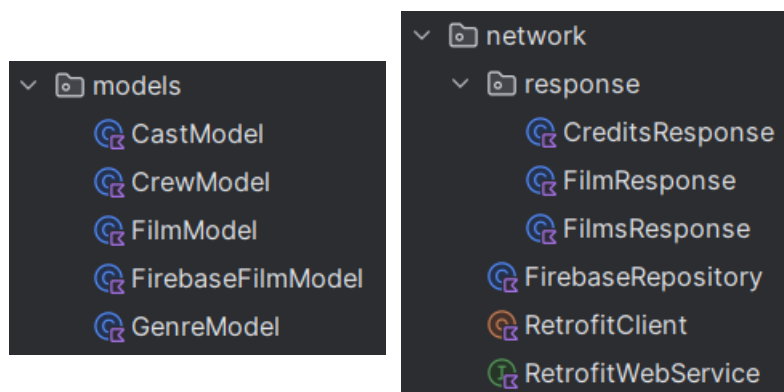 models
CastModel
CrewModel
FilmModel
FirebaseFilmModel
GenreModel
network
response
CreditsResponse
FilmResponse
FilmsResponse
FirebaseRepository
RetrofitClient
RetrofitWebService